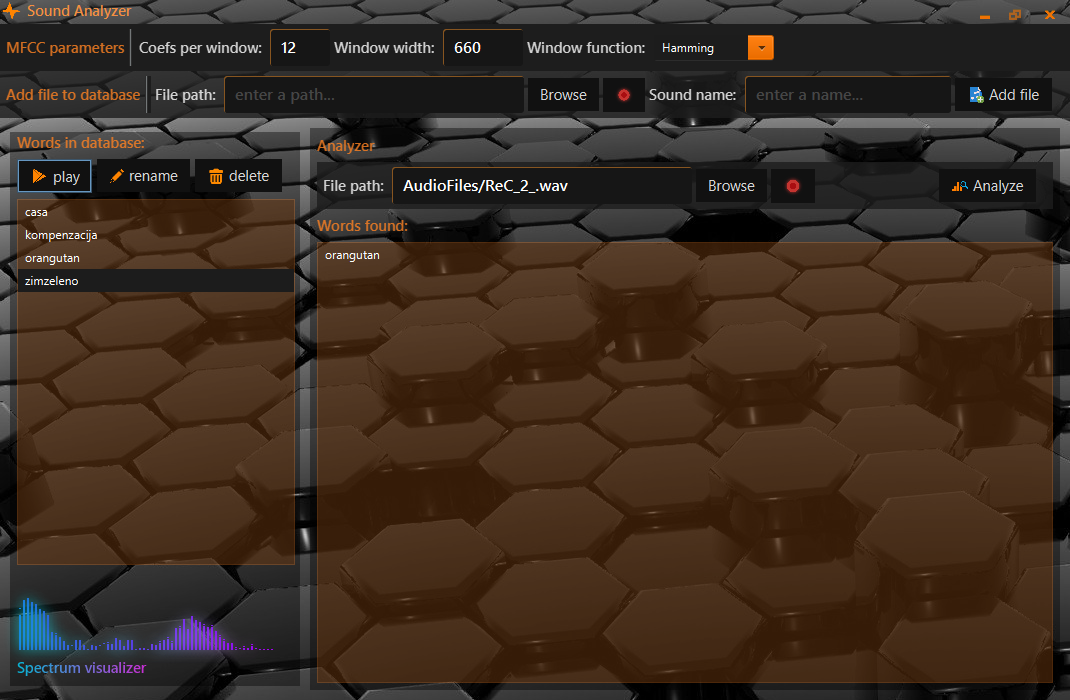 Sound Analyzer
MFCC parameters Coefs per window: 12 Window width: 660 Window function: Hamming
Add file to database File path: enter a path... Browse Sound name: enter a name... Add file
Words in database:
play rename delete
casa
kompenzacija
orangutan
zimzeleno
Spectrum visualizer
Analyzer
File path: AudioFiles/ReC_2_.wav Browse Analyze
Words found:
orangutan